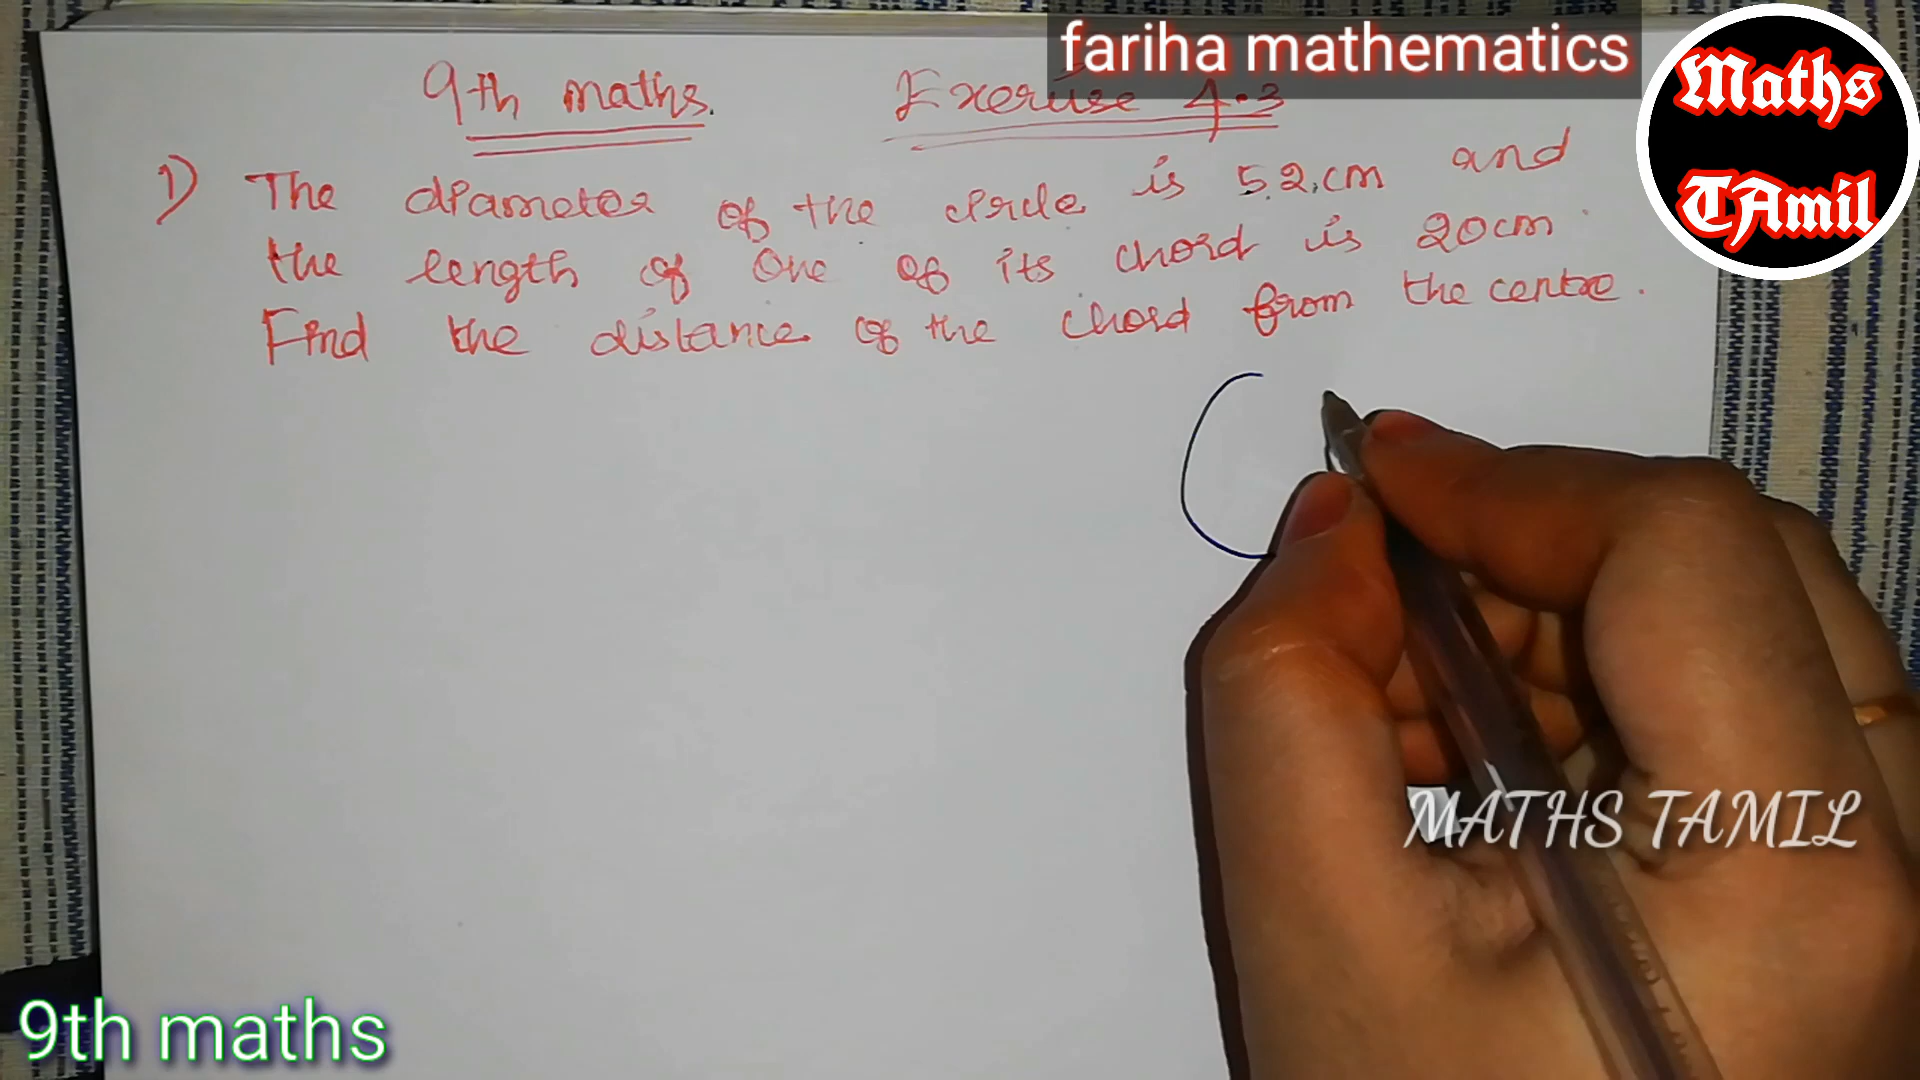 fariha mathematics
Maths
TAmil
9th maths. Exercise 4.3
1) The diameter of the circle is 52.cm and
the length of one of its chord is 20cm.
Find the distance of the chord from the centre.
MATHS TAMIL
9th maths